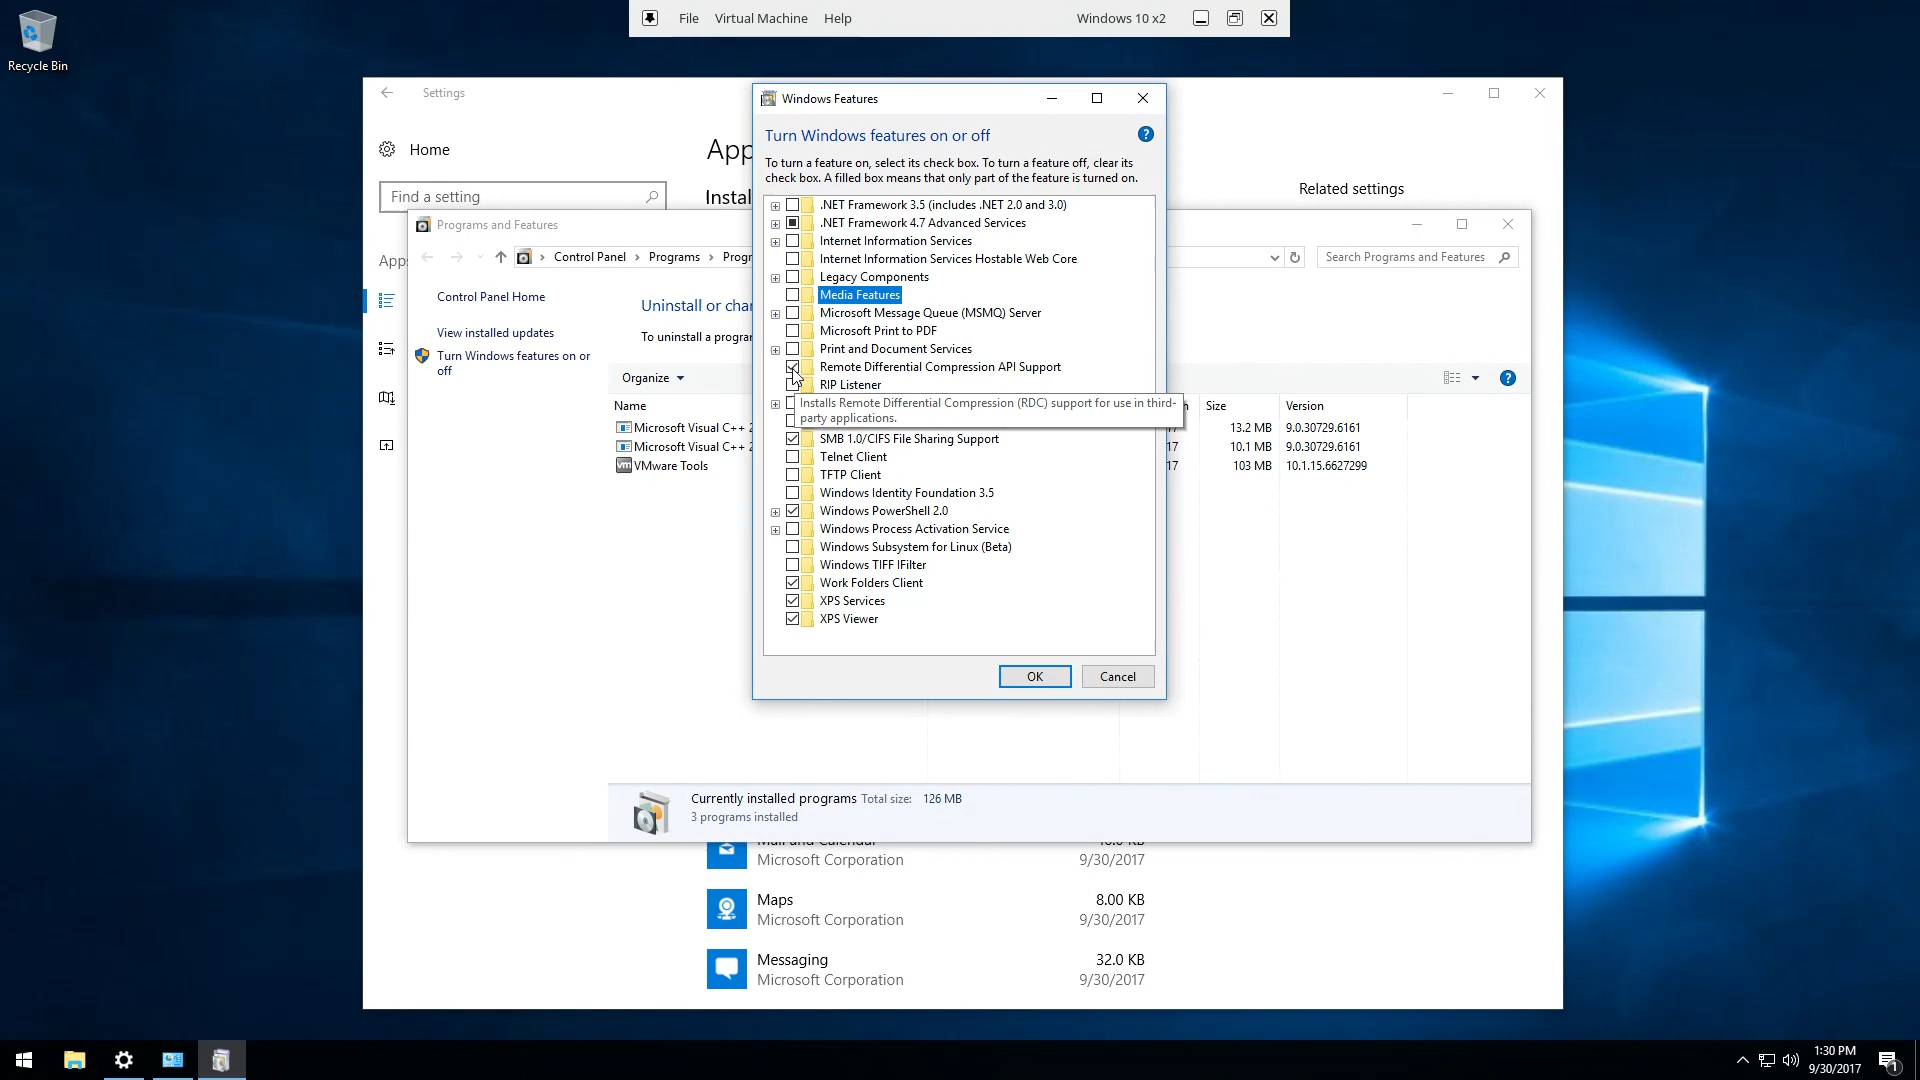 Recycle Bin
File Virtual Machine Help Windows 10 x2
Settings
Home
Find a setting
Related settings
Programs and Features
Control Panel Programs
Search Programs and Features
Control Panel Home
View installed updates
Turn Windows features on or
off
To uninstall a
Organize
Name Size Version
Microsoft Visual C++ 13.2 MB 9.0.30729.6161
Microsoft Visual C++ 10.1 MB 9.0.30729.6161
VMware Tools 103 MB 10.1.15.6627299
Currently installed programs Total size: 126 MB
3 programs installed
Windows Features
Turn Windows features on or off
To turn a feature on, select its check box. To turn a feature off, clear its
check box. A filled box means that only part of the feature is turned on.
.NET Framework 3.5 (includes .NET 2.0 and 3.0)
.NET Framework 4.7 Advanced Services
Internet Information Services
Internet Information Services Hostable Web Core
Legacy Components
Media Features
Microsoft Message Queue (MSMQ) Server
Microsoft Print to PDF
Print and Document Services
Remote Differential Compression API Support
RIP Listener
Installs Remote Differential Compression (RDC) support for use in third-
party applications.
SMB 1.0/CIFS File Sharing Support
Telnet Client
TFTP Client
Windows Identity Foundation 3.5
Windows PowerShell 2.0
Windows Process Activation Service
Windows Subsystem for Linux (Beta)
Windows TIFF IFilter
Work Folders Client
XPS Services
XPS Viewer
OK Cancel
Microsoft Corporation 9/30/2017
Maps 8.00 KB
Microsoft Corporation 9/30/2017
Messaging 32.0 KB
Microsoft Corporation 9/30/2017
1:30 PM
9/30/2017
1